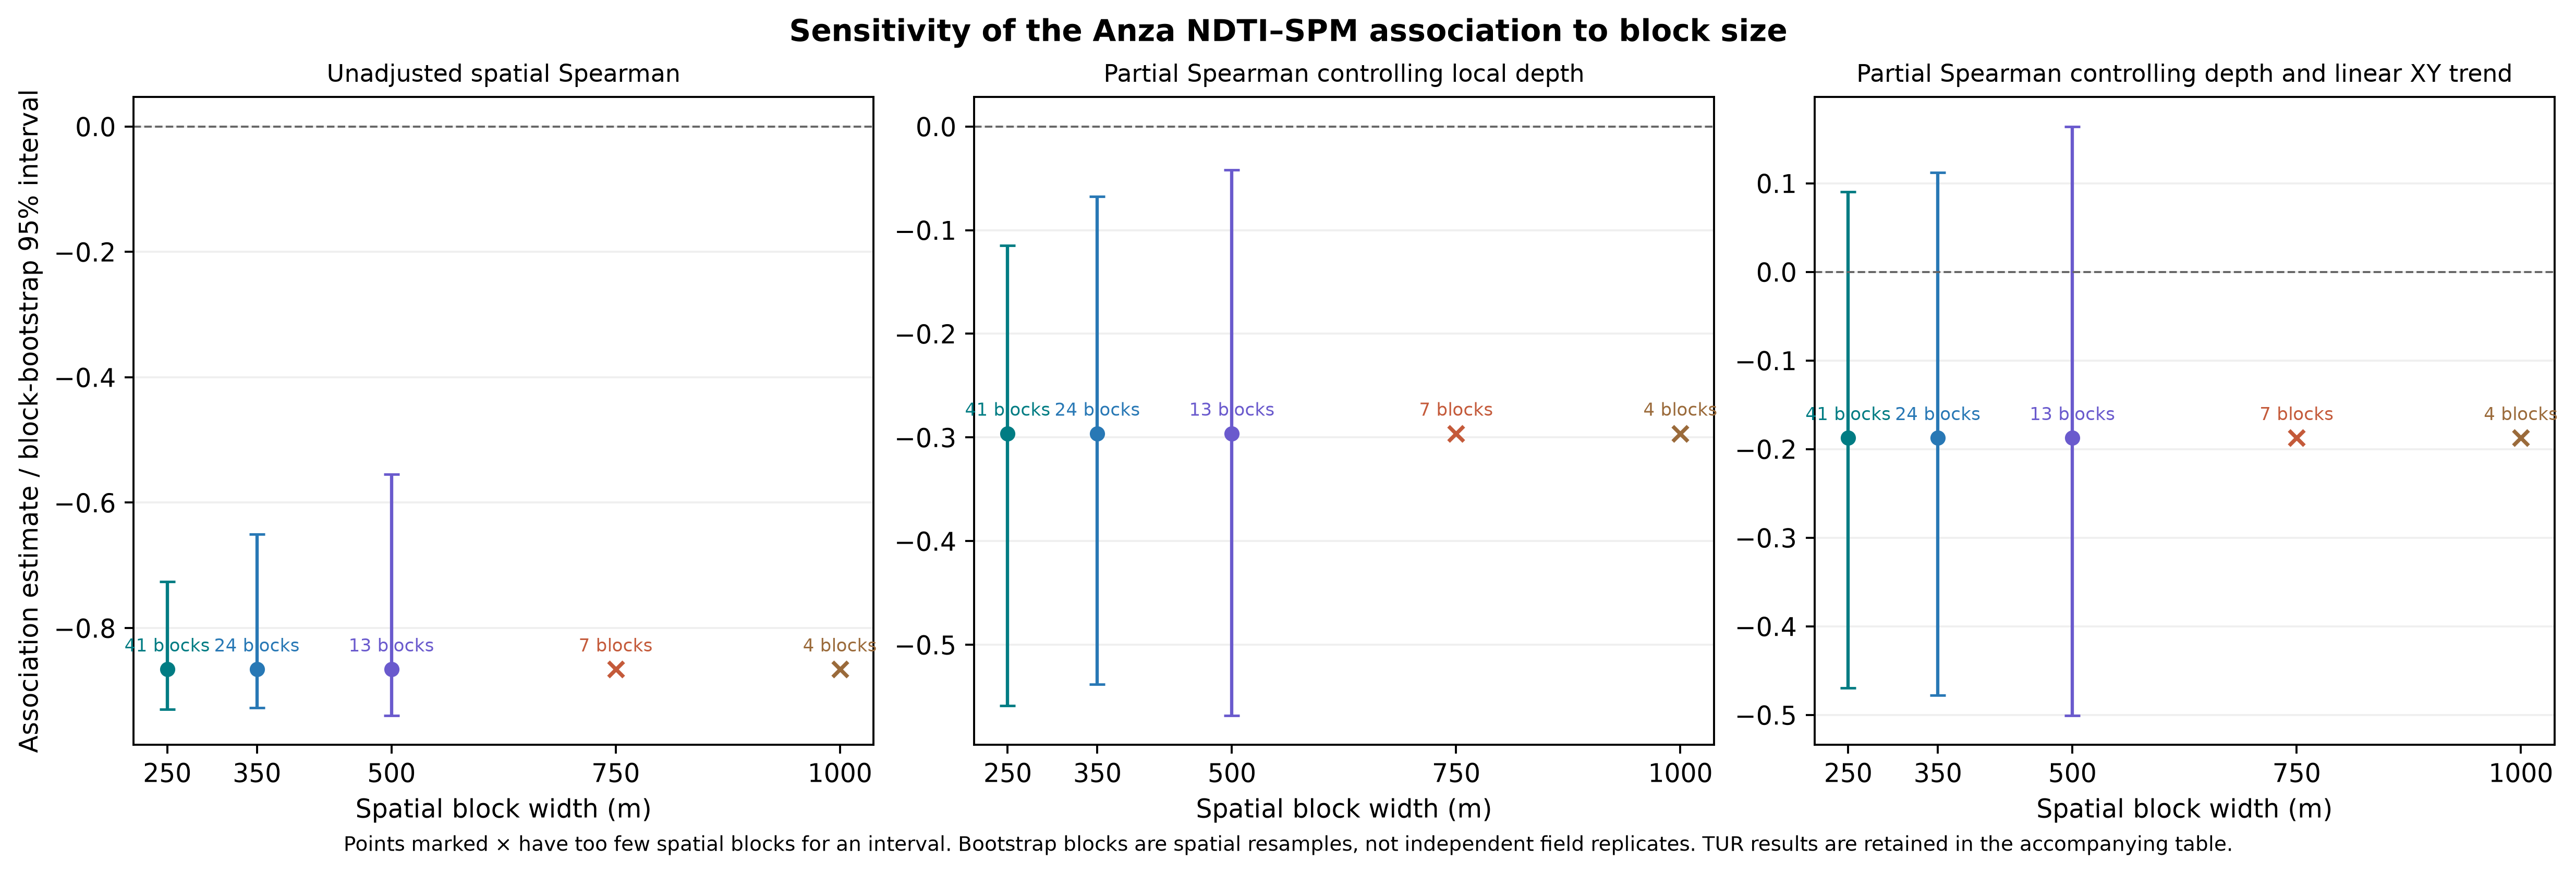 Sensitivity of the Anza NDTI–SPM association to block size
Unadjusted spatial Spearman
Association estimate / block-bootstrap 95% interval
0.0
−0.2
−0.4
−0.6
−0.8
41 blocks
24 blocks
13 blocks
7 blocks
4 blocks
250
350
500
750
1000
Spatial block width (m)
Partial Spearman controlling local depth
0.0
−0.1
−0.2
−0.3
−0.4
−0.5
41 blocks
24 blocks
13 blocks
7 blocks
4 blocks
250
350
500
750
1000
Spatial block width (m)
Partial Spearman controlling depth and linear XY trend
0.1
0.0
−0.1
−0.2
−0.3
−0.4
−0.5
41 blocks
24 blocks
13 blocks
7 blocks
4 blocks
250
350
500
750
1000
Spatial block width (m)
Points marked × have too few spatial blocks for an interval. Bootstrap blocks are spatial resamples, not independent field replicates. TUR results are retained in the accompanying table.